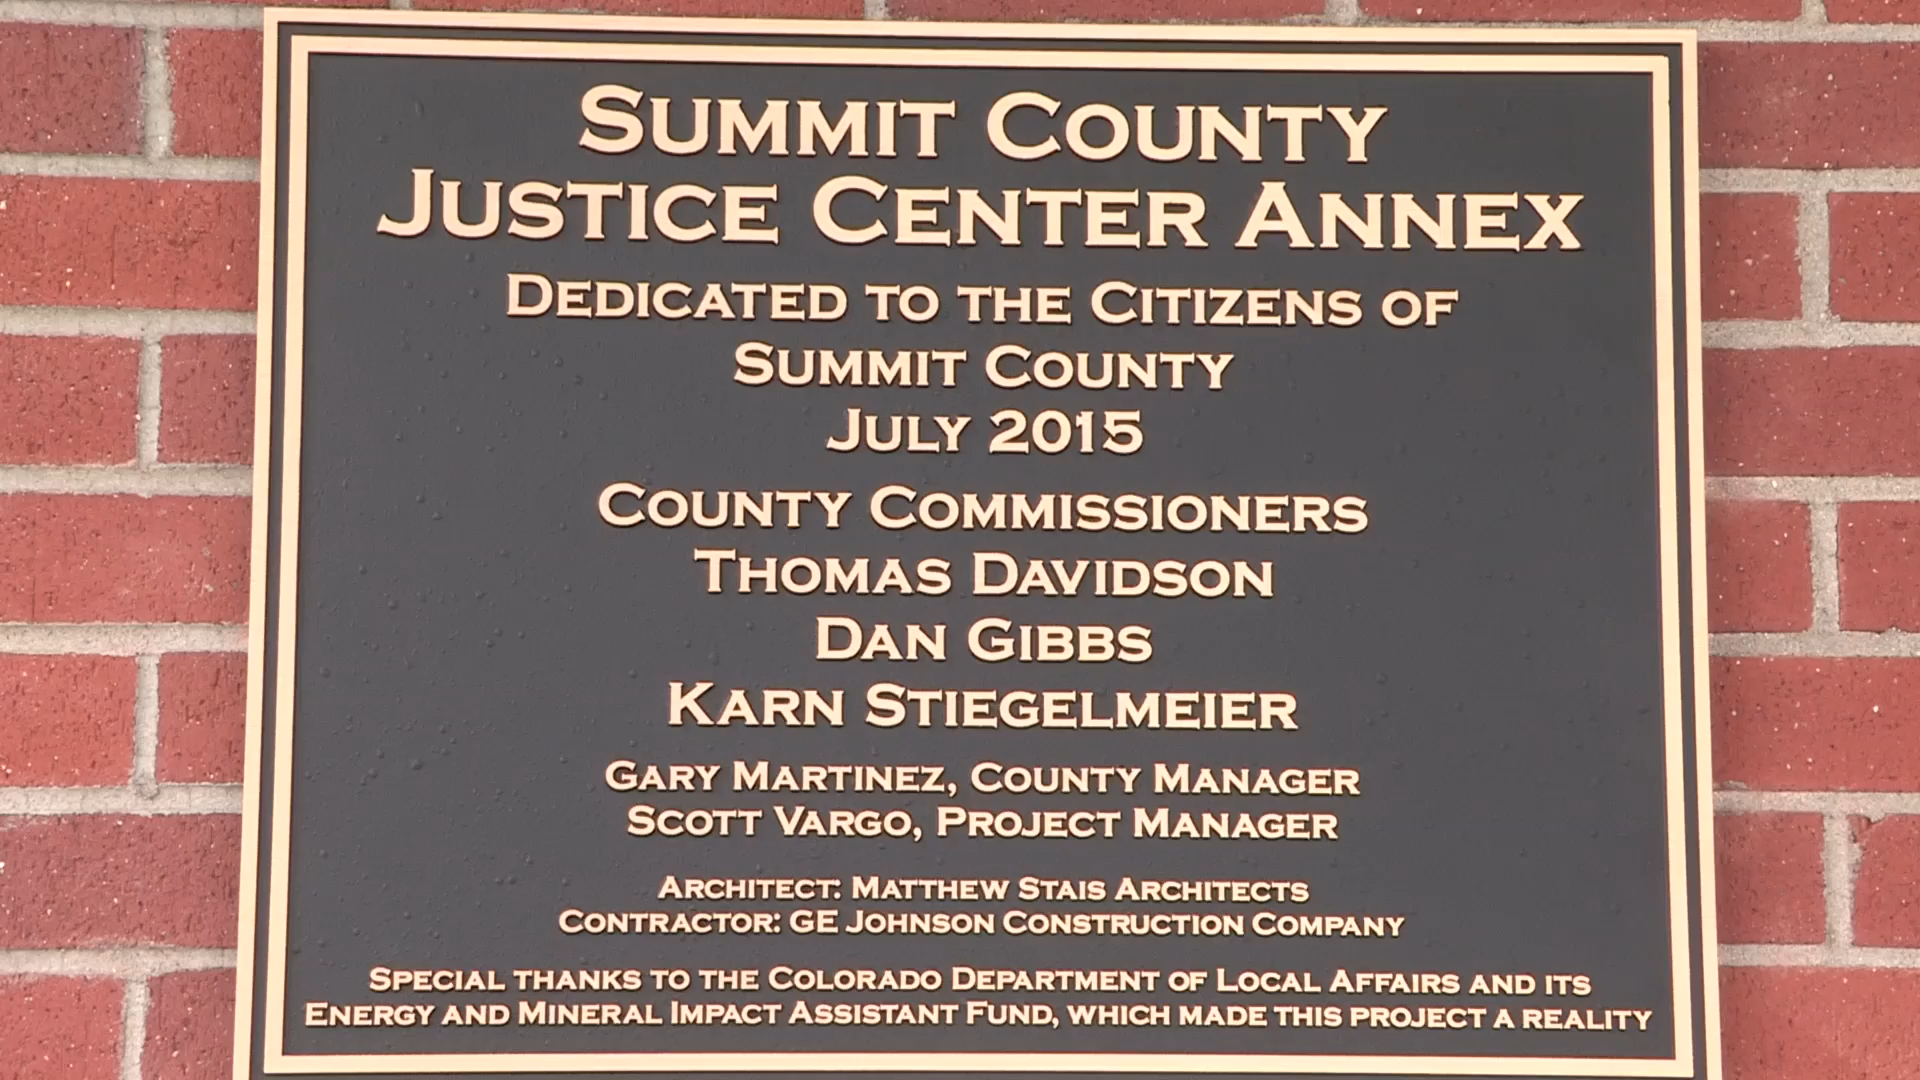 SUMMIT COUNTY
JUSTICE CENTER ANNEX
DEDICATED TO THE CITIZENS OF
SUMMIT COUNTY
JULY 2015
COUNTY COMMISSIONERS
THOMAS DAVIDSON
DAN GIBBS
KARN STIEGELMEIER
GARY MARTINEZ, COUNTY MANAGER
SCOTT VARGO, PROJECT MANAGER
ARCHITECT: MATTHEW STAIS ARCHITECTS
CONTRACTOR: GE JOHNSON CONSTRUCTION COMPANY
SPECIAL THANKS TO THE COLORADO DEPARTMENT OF LOCAL AFFAIRS AND ITS
ENERGY AND MINERAL IMPACT ASSISTANT FUND, WHICH MADE THIS PROJECT A REALITY